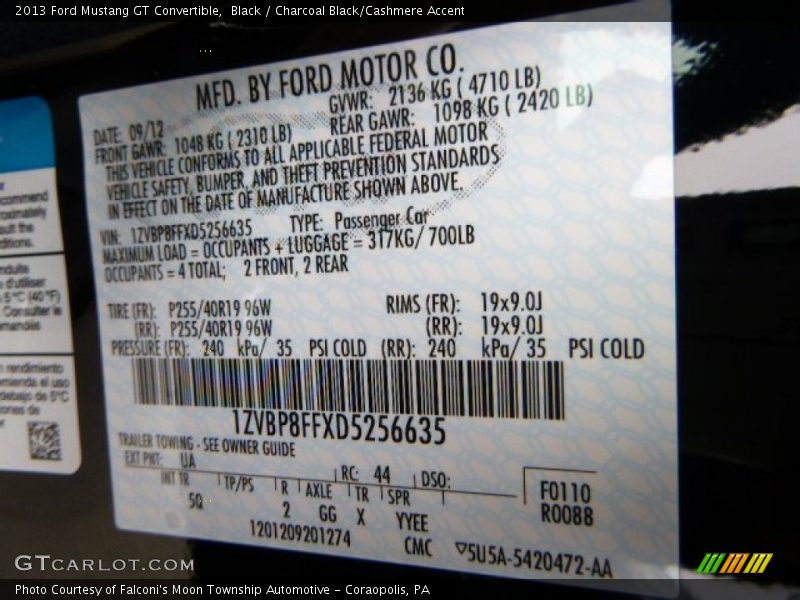 2013 Ford Mustang GT Convertible, Black / Charcoal Black/Cashmere Accent
MFD. BY FORD MOTOR CO.
DATE: 09/12 GVWR: 2136 KG ( 4710 LB)
FRONT GAWR: 1048 KG ( 2310 LB) REAR GAWR: 1098 KG ( 2420 LB)
THIS VEHICLE CONFORMS TO ALL APPLICABLE FEDERAL MOTOR
VEHICLE SAFETY, BUMPER, AND THEFT PREVENTION STANDARDS
IN EFFECT ON THE DATE OF MANUFACTURE SHOWN ABOVE.
VIN: 1ZVBP8FFXD5256635 TYPE: Passenger Car
MAXIMUM LOAD = OCCUPANTS + LUGGAGE = 317KG/ 700LB
OCCUPANTS = 4 TOTAL; 2 FRONT, 2 REAR
TIRE (FR): P255/40R19 96W RIMS (FR): 19x9.0J
(RR): P255/40R19 96W (RR): 19x9.0J
PRESSURE (FR): 240 kPa/ 35 PSI COLD (RR): 240 kPa/ 35 PSI COLD
1ZVBP8FFXD5256635
TRAILER TOWING - SEE OWNER GUIDE
EXT PNT: UA RC: 44 DSO:
INT TR TP/PS R AXLE TR SPR F0110
5Q 2 GG X YYEE R0088
1201209201274 CMC 5U5A-5420472-AA
GTCARLOT.COM
Photo Courtesy of Falconi's Moon Township Automotive - Coraopolis, PA